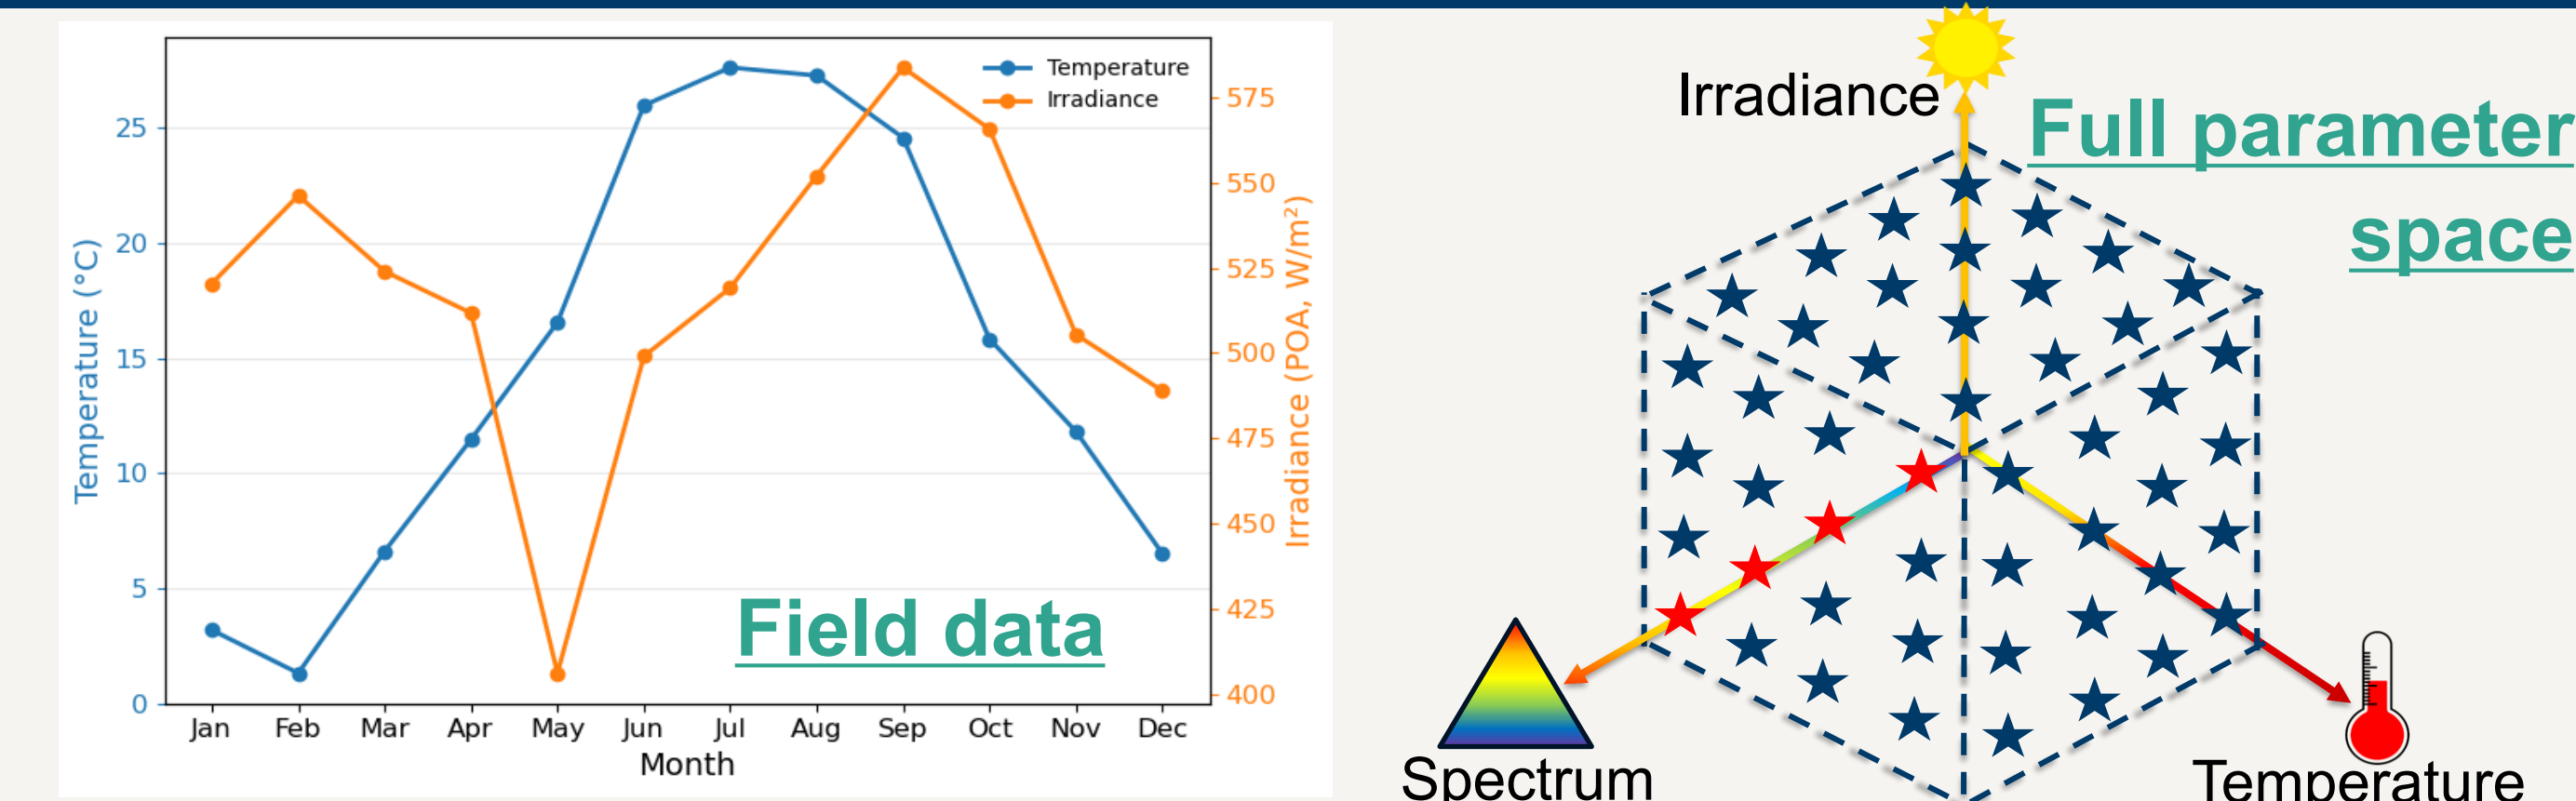 Temperature
Irradiance
Temperature (°C)
25
20
15
10
5
0
Irradiance (POA, W/m²)
575
550
525
500
475
450
425
400
Field data
Jan Feb Mar Apr May Jun Jul Aug Sep Oct Nov Dec
Month
Irradiance
Full parameter
space
Spectrum
Temperature